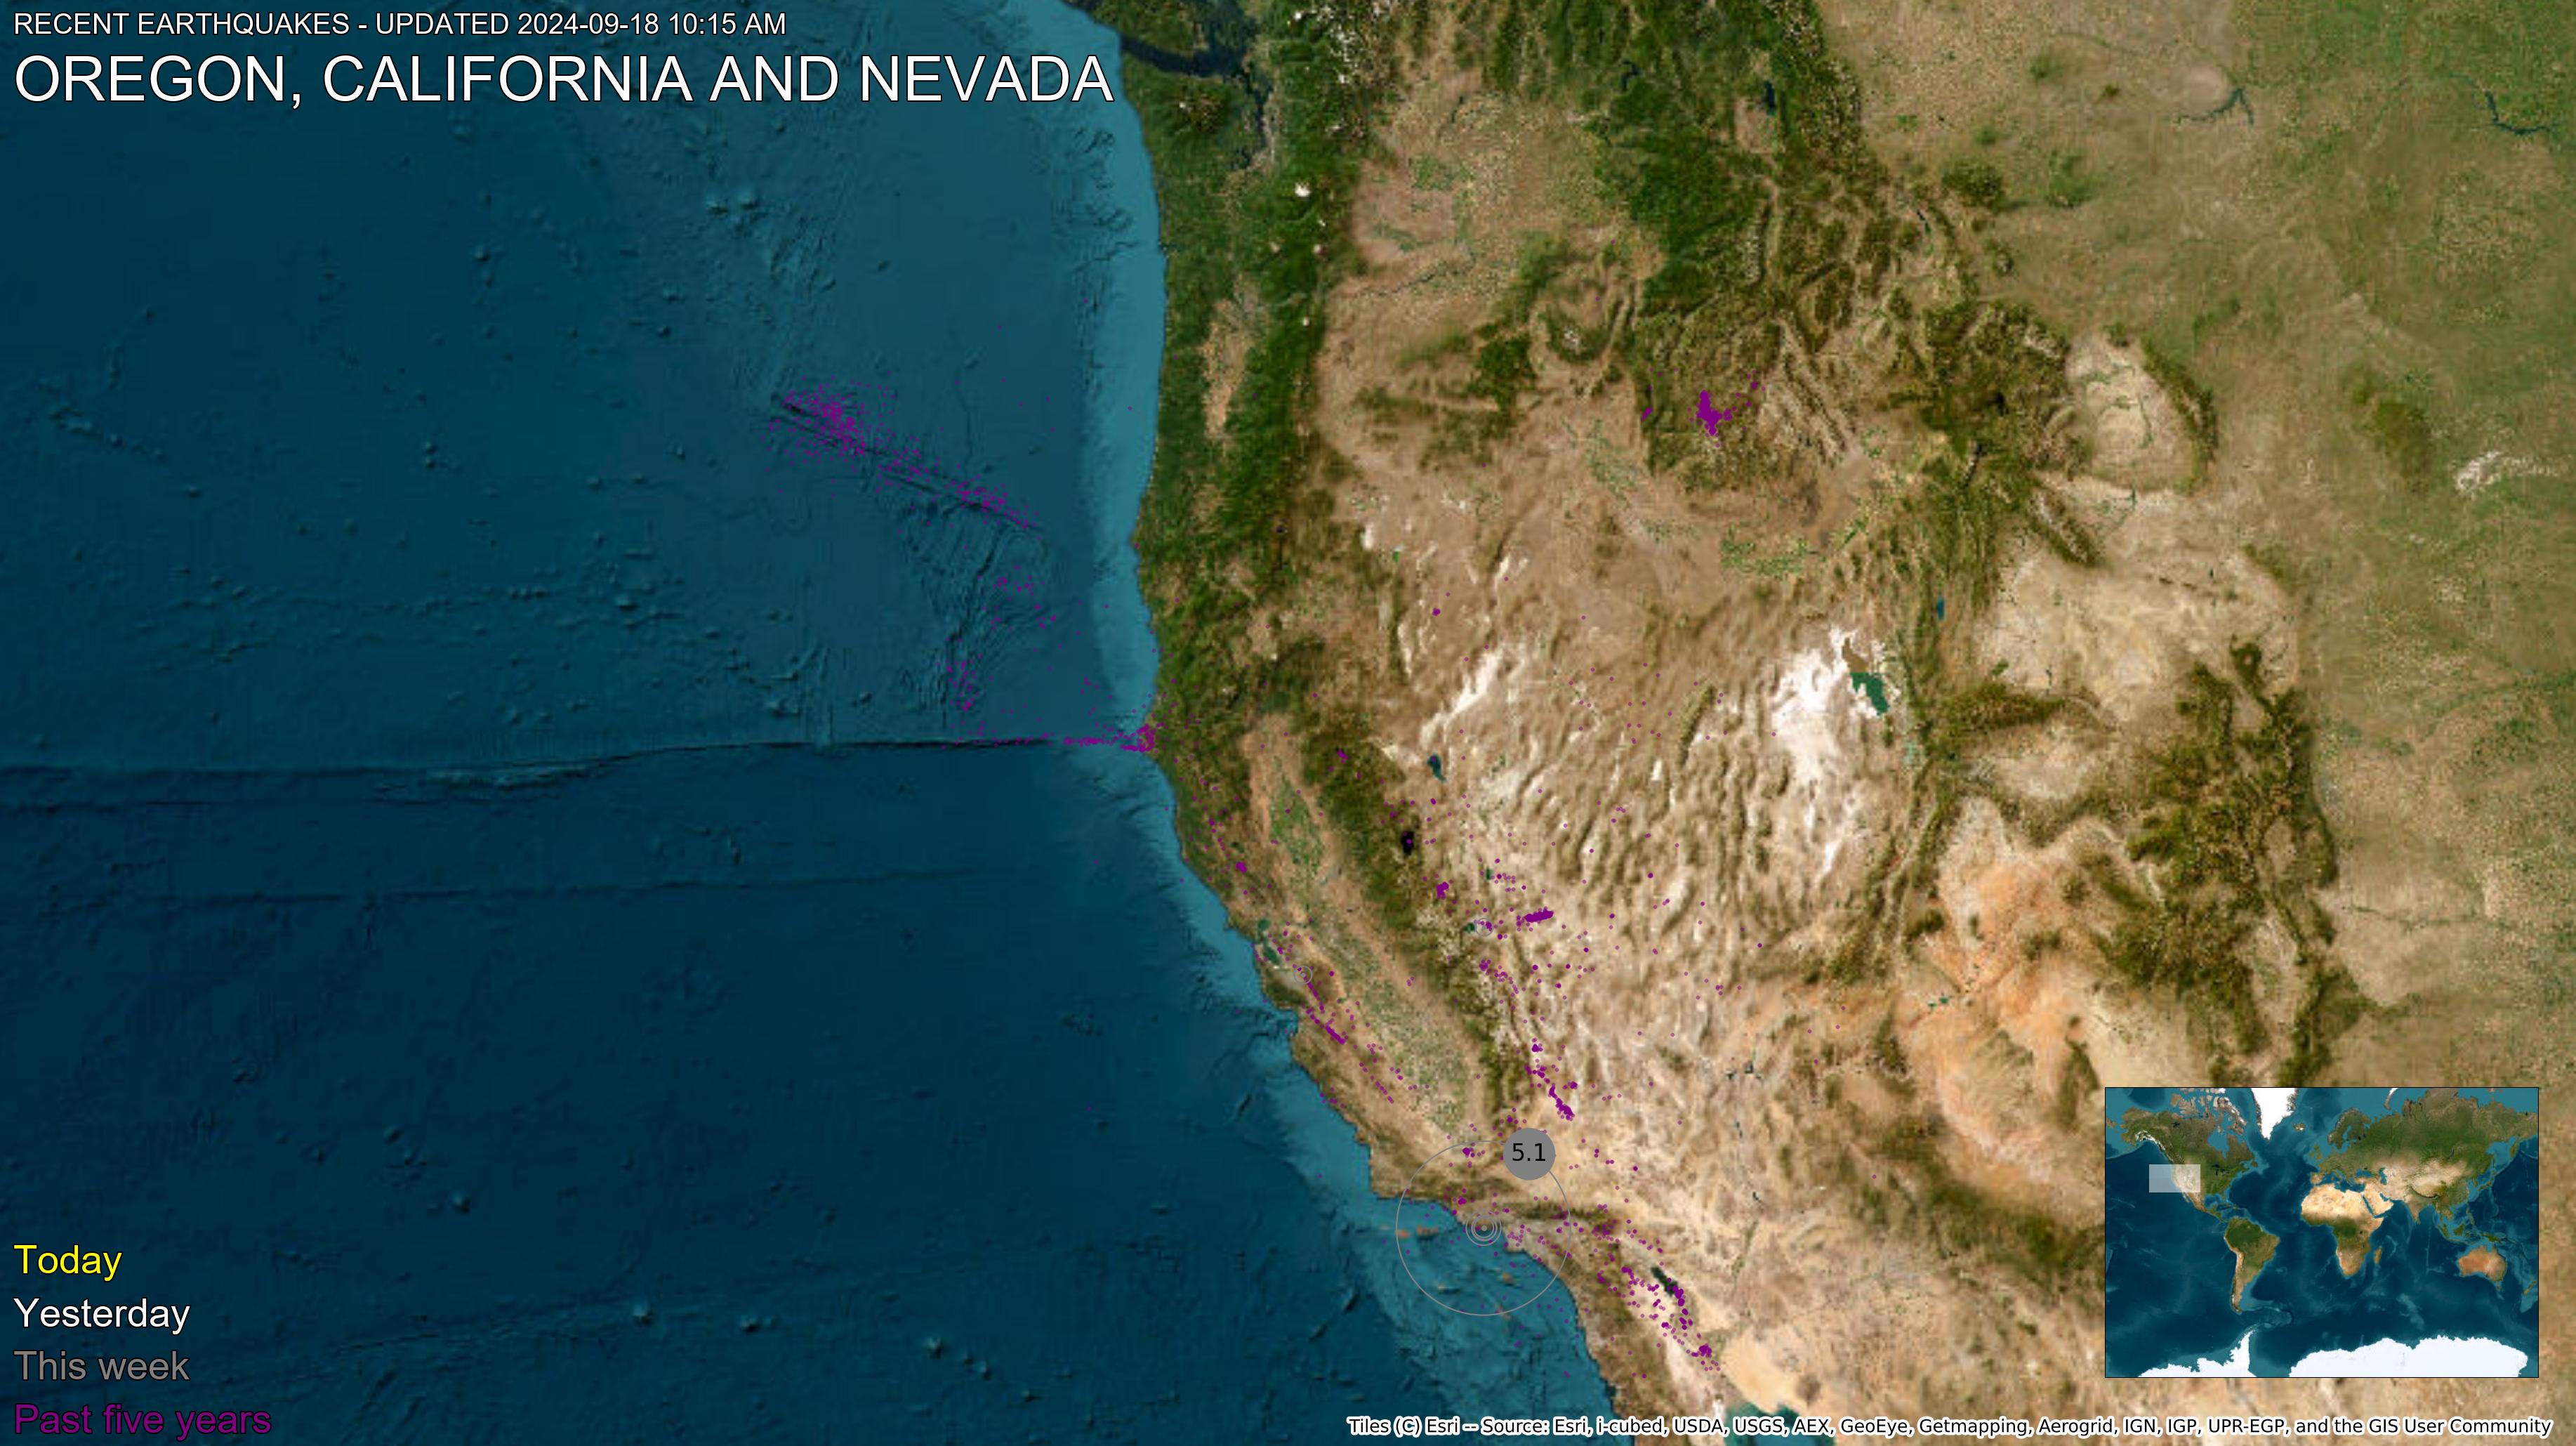 RECENT EARTHQUAKES - UPDATED 2024-09-18 10:15 AM
OREGON, CALIFORNIA AND NEVADA
5.1
Today
Yesterday
This week
Past five years
Tiles (C) Esri -- Source: Esri, i-cubed, USDA, USGS, AEX, GeoEye, Getmapping, Aerogrid, IGN, IGP, UPR-EGP, and the GIS User Community